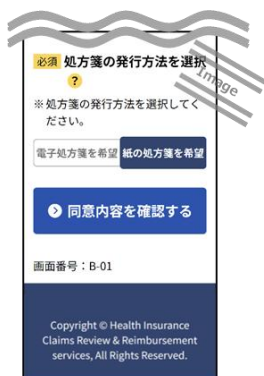 必須 処方箋の発行方法を選択
?
※処方箋の発行方法を選択してく
ださい。
電子処方箋を希望 紙の処方箋を希望
同意内容を確認する
画面番号：B-01
Copyright © Health Insurance
Claims Review & Reimbursement
services, All Rights Reserved.
Image